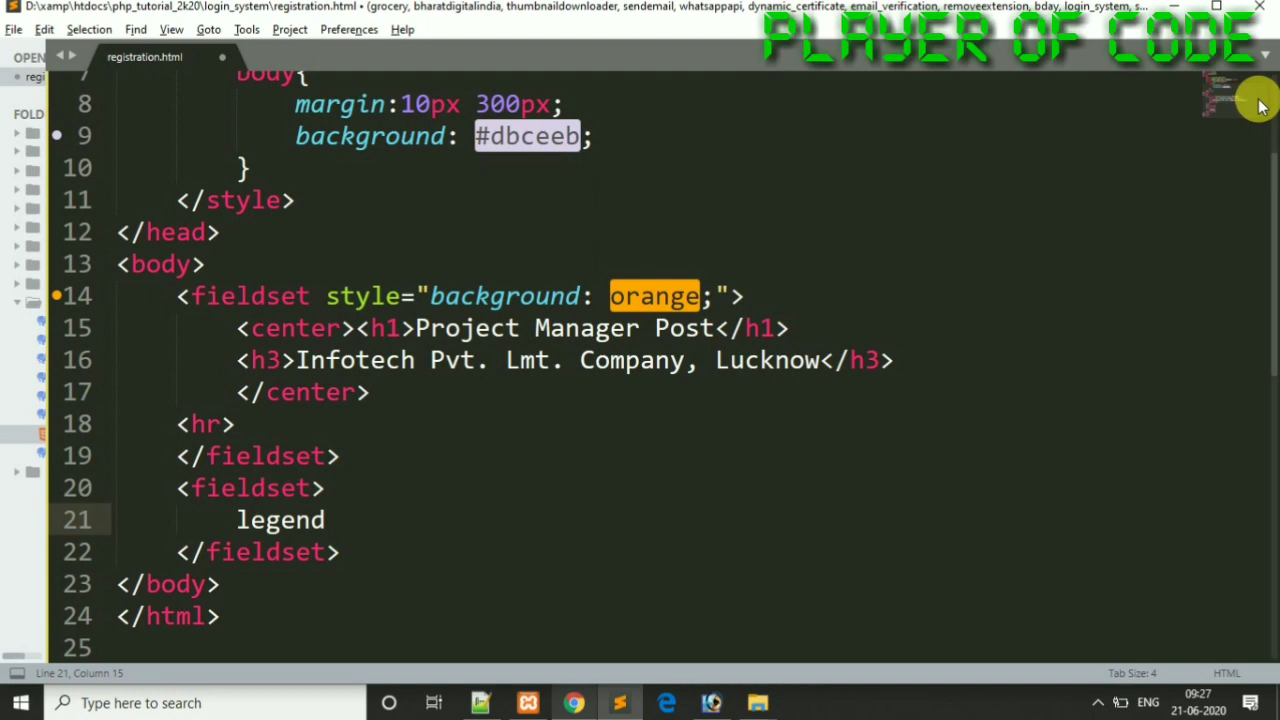 D:\xamp\htdocs\php_tutorial_2k20\login_system\registration.html • (grocery, bharatdigitalindia, thumbnaildownloader, sendemail, whatsappapi, dynamic_certificate, email_verification, removeextension, bday, login_system, s...
File Edit Selection Find View Goto Tools Project Preferences Help
PLAYER OF CODE
OPEN
registration.html
regi
FOLD
7 body{
8 margin:10px 300px;
9 background: #dbceeb;
10 }
11 </style>
12 </head>
13 <body>
14 <fieldset style="background: orange;">
15 <center><h1>Project Manager Post</h1>
16 <h3>Infotech Pvt. Lmt. Company, Lucknow</h3>
17 </center>
18 <hr>
19 </fieldset>
20 <fieldset>
21 legend
22 </fieldset>
23 </body>
24 </html>
25
Line 21, Column 15 Tab Size: 4 HTML
Type here to search
ENG
09:27
21-06-2020